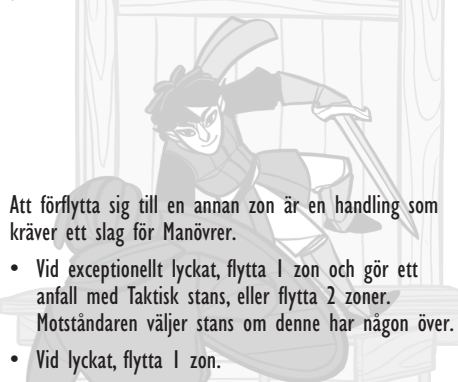 Att förflytta sig till en annan zon är en handling som
kräver ett slag för Manövrer.
• Vid exceptionellt lyckat, flytta 1 zon och gör ett
anfall med Taktisk stans, eller flytta 2 zoner.
Motståndaren väljer stans om denne har någon över.
• Vid lyckat, flytta 1 zon.